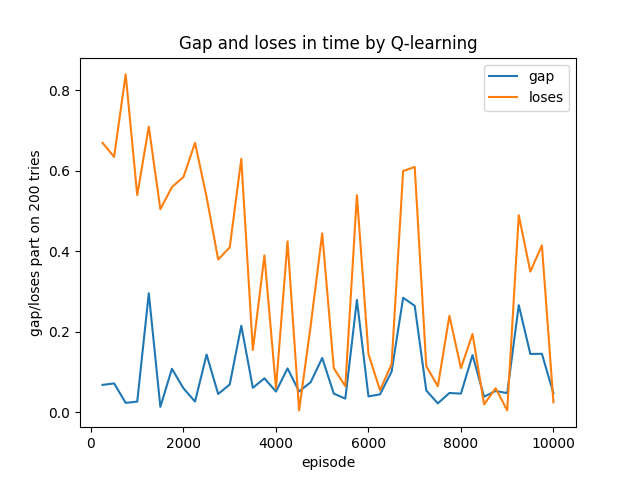 Gap and loses in time by Q-learning
gap
loses
gap/loses part on 200 tries
0.8
0.6
0.4
0.2
0.0
0
2000
4000
6000
8000
10000
episode